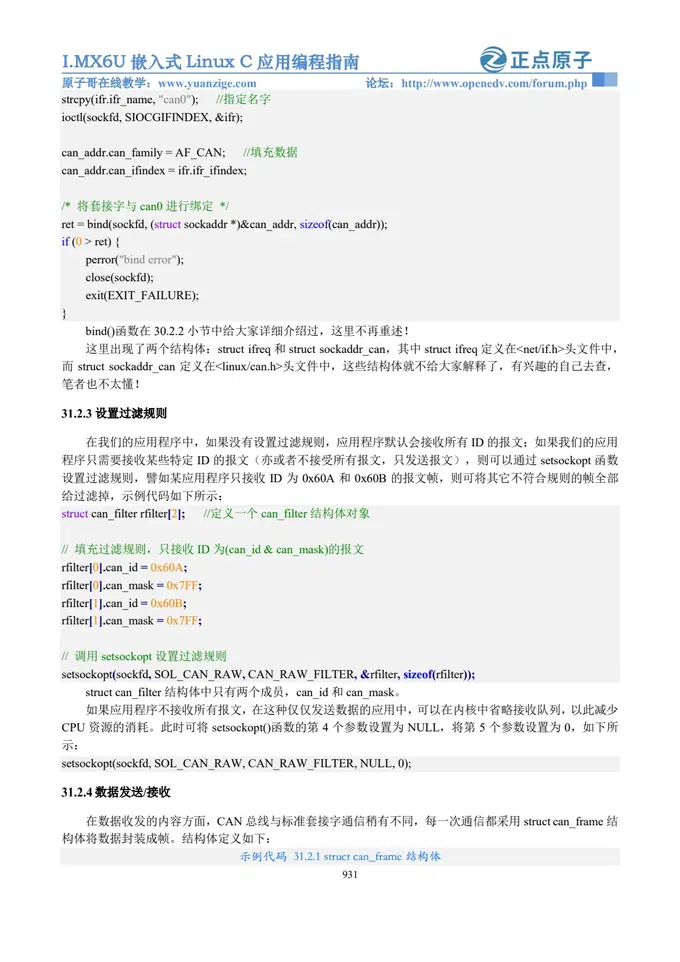 I.MX6U 嵌入式 Linux C 应用编程指南
正点原子
原子哥在线教学：www.yuanzige.com 论坛：http://www.openedv.com/forum.php
strcpy(ifr.ifr_name, "can0"); //指定名字
ioctl(sockfd, SIOCGIFINDEX, &ifr);
can_addr.can_family = AF_CAN; //填充数据
can_addr.can_ifindex = ifr.ifr_ifindex;
/* 将套接字与 can0 进行绑定 */
ret = bind(sockfd, (struct sockaddr *)&can_addr, sizeof(can_addr));
if (0 > ret) {
perror("bind error");
close(sockfd);
exit(EXIT_FAILURE);
}
bind()函数在 30.2.2 小节中给大家详细介绍过，这里不再重述！
这里出现了两个结构体：struct ifreq 和 struct sockaddr_can，其中 struct ifreq 定义在<net/if.h>头文件中，
而 struct sockaddr_can 定义在<linux/can.h>头文件中，这些结构体就不给大家解释了，有兴趣的自己去查，
笔者也不太懂！
31.2.3 设置过滤规则
在我们的应用程序中，如果没有设置过滤规则，应用程序默认会接收所有 ID 的报文；如果我们的应用
程序只需要接收某些特定 ID 的报文（亦或者不接受所有报文，只发送报文），则可以通过 setsockopt 函数
设置过滤规则，譬如某应用程序只接收 ID 为 0x60A 和 0x60B 的报文帧，则可将其它不符合规则的帧全部
给过滤掉，示例代码如下所示：
struct can_filter rfilter[2]; //定义一个 can_filter 结构体对象
// 填充过滤规则，只接收 ID 为(can_id & can_mask)的报文
rfilter[0].can_id = 0x60A;
rfilter[0].can_mask = 0x7FF;
rfilter[1].can_id = 0x60B;
rfilter[1].can_mask = 0x7FF;
// 调用 setsockopt 设置过滤规则
setsockopt(sockfd, SOL_CAN_RAW, CAN_RAW_FILTER, &rfilter, sizeof(rfilter));
struct can_filter 结构体中只有两个成员，can_id 和 can_mask。
如果应用程序不接收所有报文，在这种仅仅发送数据的应用中，可以在内核中省略接收队列，以此减少
CPU 资源的消耗。此时可将 setsockopt()函数的第 4 个参数设置为 NULL，将第 5 个参数设置为 0，如下所
示：
setsockopt(sockfd, SOL_CAN_RAW, CAN_RAW_FILTER, NULL, 0);
31.2.4 数据发送/接收
在数据收发的内容方面，CAN 总线与标准套接字通信稍有不同，每一次通信都采用 struct can_frame 结
构体将数据封装成帧。结构体定义如下：
示例代码 31.2.1 struct can_frame 结构体
931